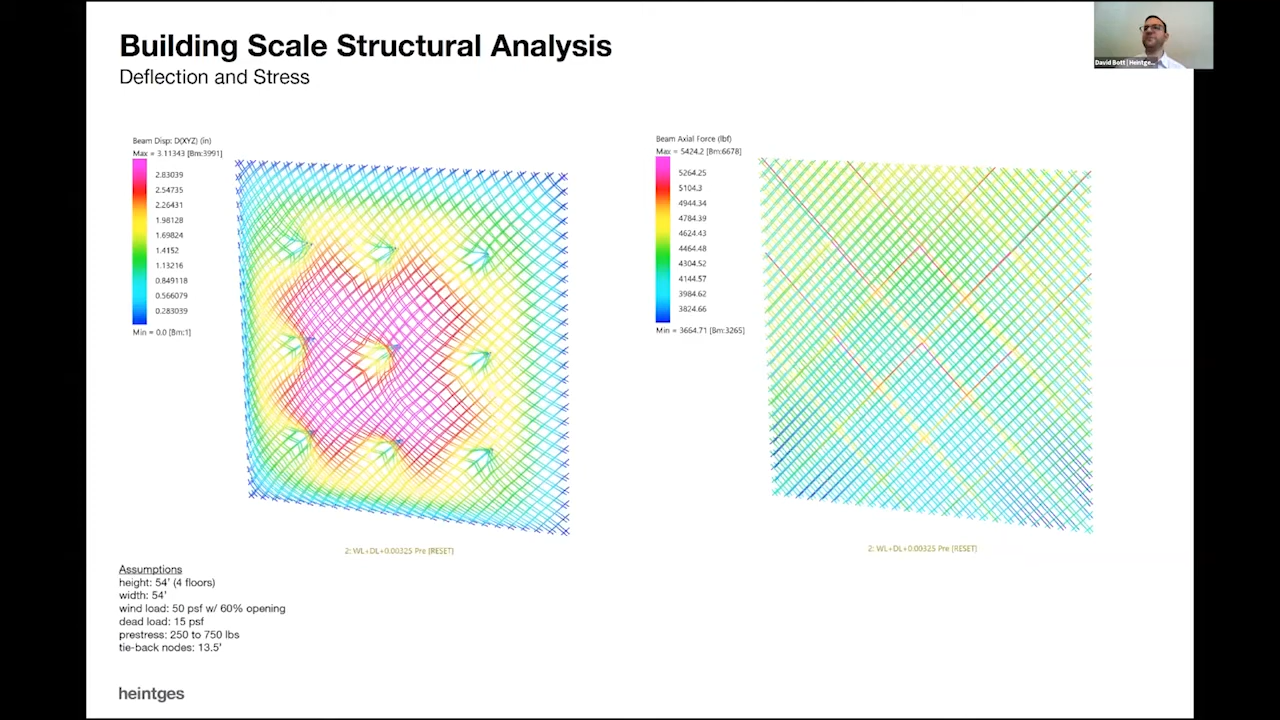 Building Scale Structural Analysis
Deflection and Stress
David Bott | Heintge...
Beam Disp: D(XYZ) (in)
Max = 3.11343 [Bm:3991]
2.83039
2.54735
2.26431
1.98128
1.69824
1.4152
1.13216
0.849118
0.566079
0.283039
Min = 0.0 [Bm:1]
2: WL+DL+0.00325 Pre [RESET]
Beam Axial Force (lbf)
Max = 5424.2 [Bm:6678]
5264.25
5104.3
4944.34
4784.39
4624.43
4464.48
4304.52
4144.57
3984.62
3824.66
Min = 3664.71 [Bm:3265]
2: WL+DL+0.00325 Pre [RESET]
Assumptions
height: 54' (4 floors)
width: 54'
wind load: 50 psf w/ 60% opening
dead load: 15 psf
prestress: 250 to 750 lbs
tie-back nodes: 13.5'
heintges